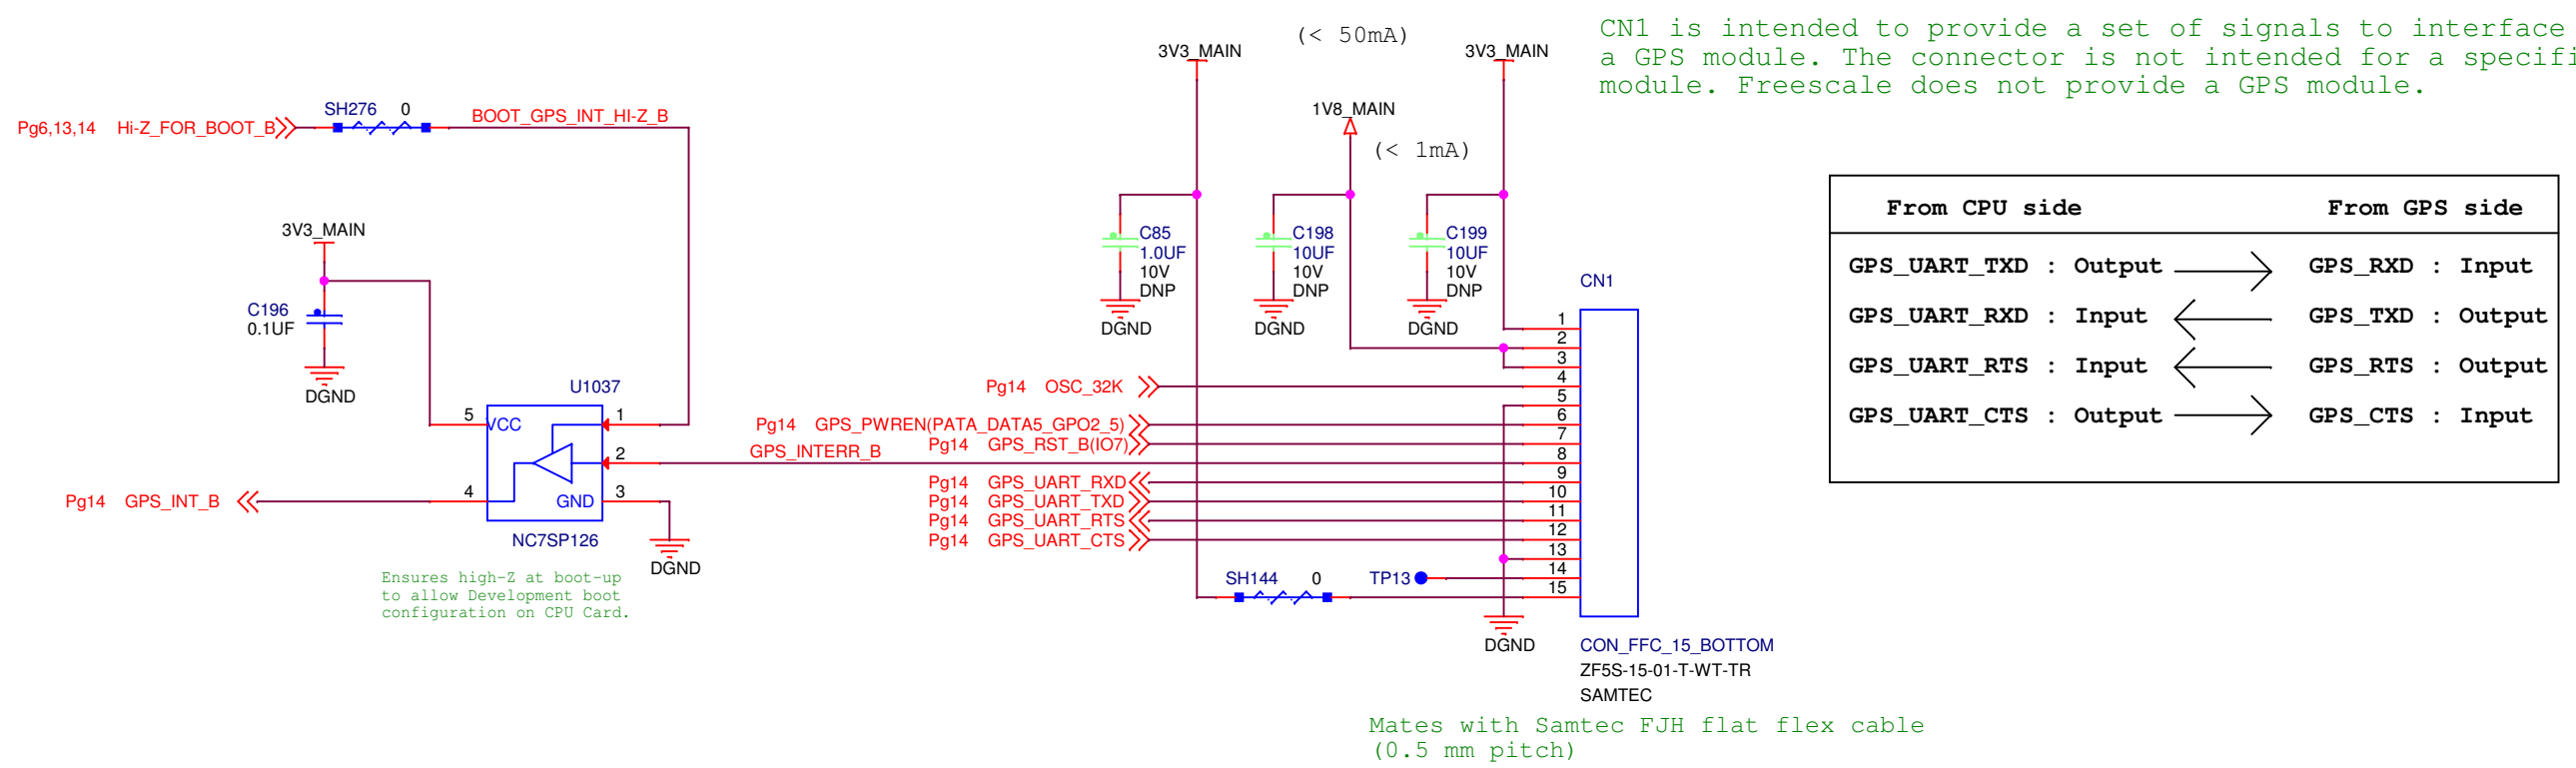 CN1 is intended to provide a set of signals to interface
a GPS module. The connector is not intended for a specifi
module. Freescale does not provide a GPS module.
(< 50mA)
3V3_MAIN
3V3_MAIN
1V8_MAIN
(< 1mA)
SH276 0
Pg6,13,14 Hi-Z_FOR_BOOT_B
BOOT_GPS_INT_HI-Z_B
3V3_MAIN
C196
0.1UF
DGND
C85
1.0UF
10V
DNP
DGND
C198
10UF
10V
DNP
DGND
C199
10UF
10V
DNP
DGND
From CPU side From GPS side
GPS_UART_TXD : Output GPS_RXD : Input
GPS_UART_RXD : Input GPS_TXD : Output
GPS_UART_RTS : Input GPS_RTS : Output
GPS_UART_CTS : Output GPS_CTS : Input
U1037
5 VCC 1
2
4 GND 3
NC7SP126
DGND
Pg14 GPS_INT_B
Ensures high-Z at boot-up
to allow Development boot
configuration on CPU Card.
CN1
1
2
3
Pg14 OSC_32K 4
5
Pg14 GPS_PWREN(PATA_DATA5_GPO2_5) 6
Pg14 GPS_RST_B(IO7) 7
GPS_INTERR_B 8
Pg14 GPS_UART_RXD 9
Pg14 GPS_UART_TXD 10
Pg14 GPS_UART_RTS 11
Pg14 GPS_UART_CTS 12
13
TP13 14
SH144 0 15
DGND
CON_FFC_15_BOTTOM
ZF5S-15-01-T-WT-TR
SAMTEC
Mates with Samtec FJH flat flex cable
(0.5 mm pitch)